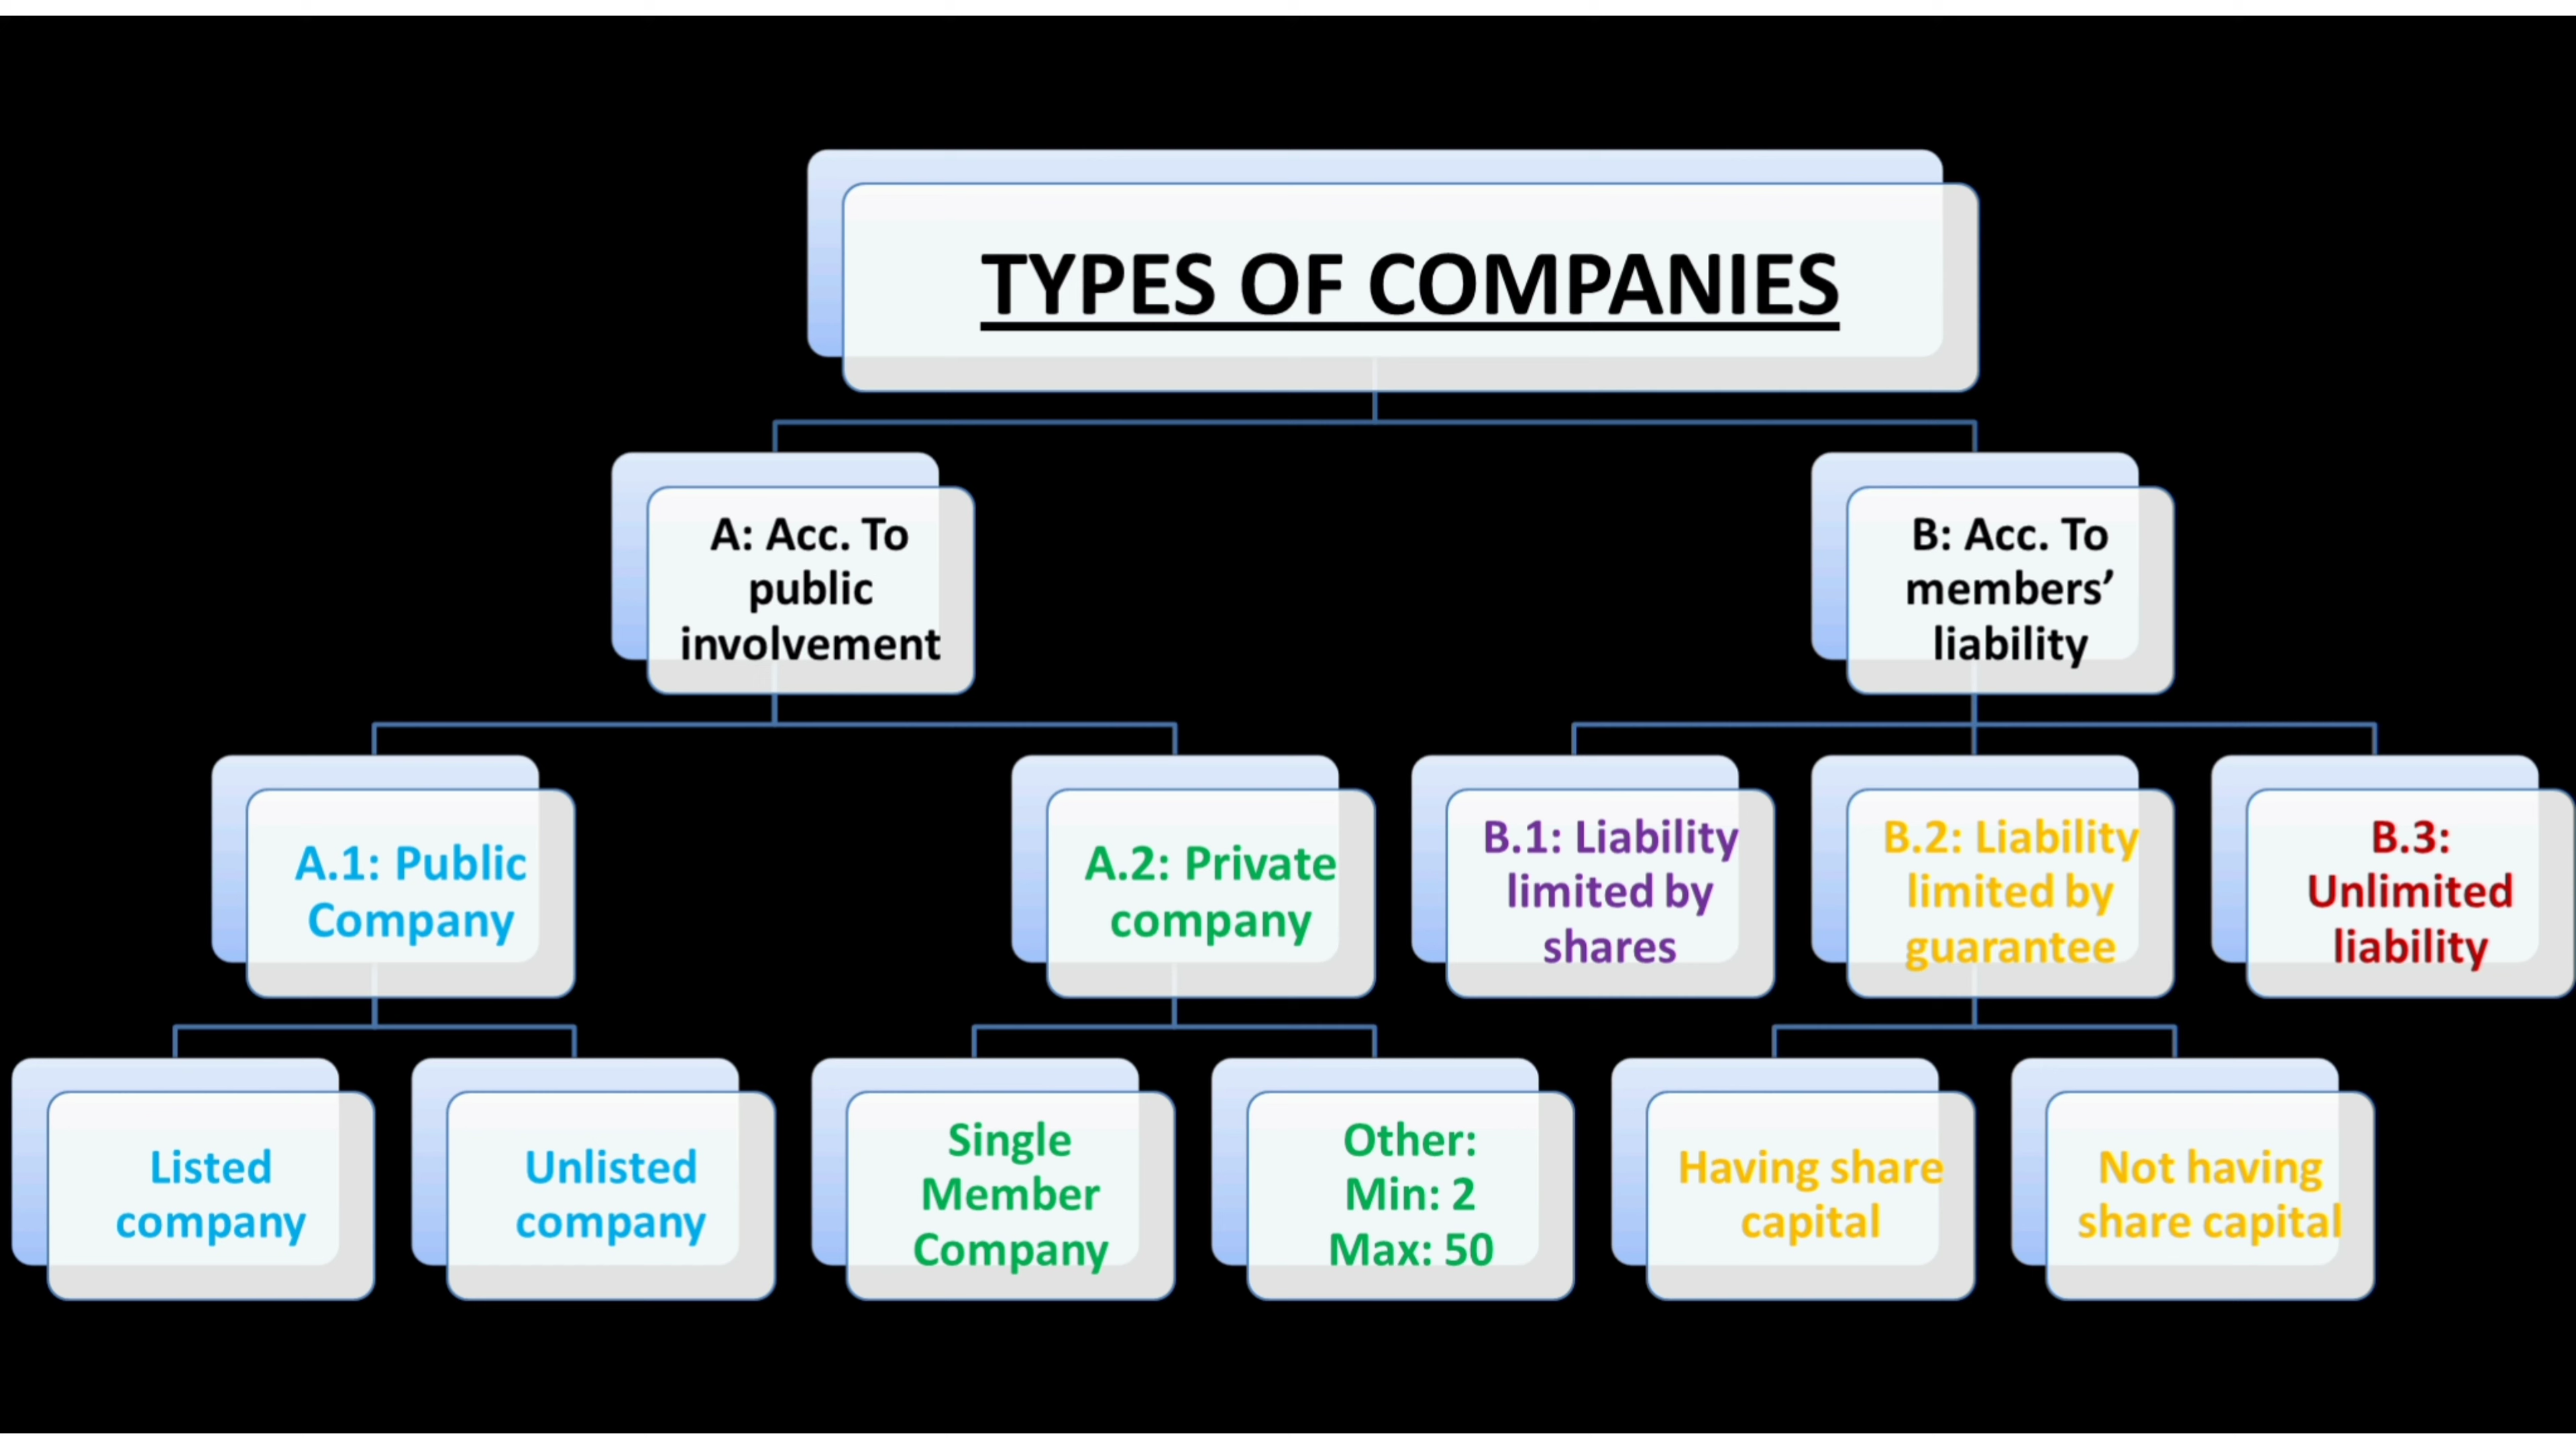 TYPES OF COMPANIES
A: Acc. To
public
involvement
B: Acc. To
members’
liability
A.1: Public
Company
A.2: Private
company
B.1: Liability
limited by
shares
B.2: Liability
limited by
guarantee
B.3:
Unlimited
liability
Listed
company
Unlisted
company
Single
Member
Company
Other:
Min: 2
Max: 50
Having share
capital
Not having
share capital